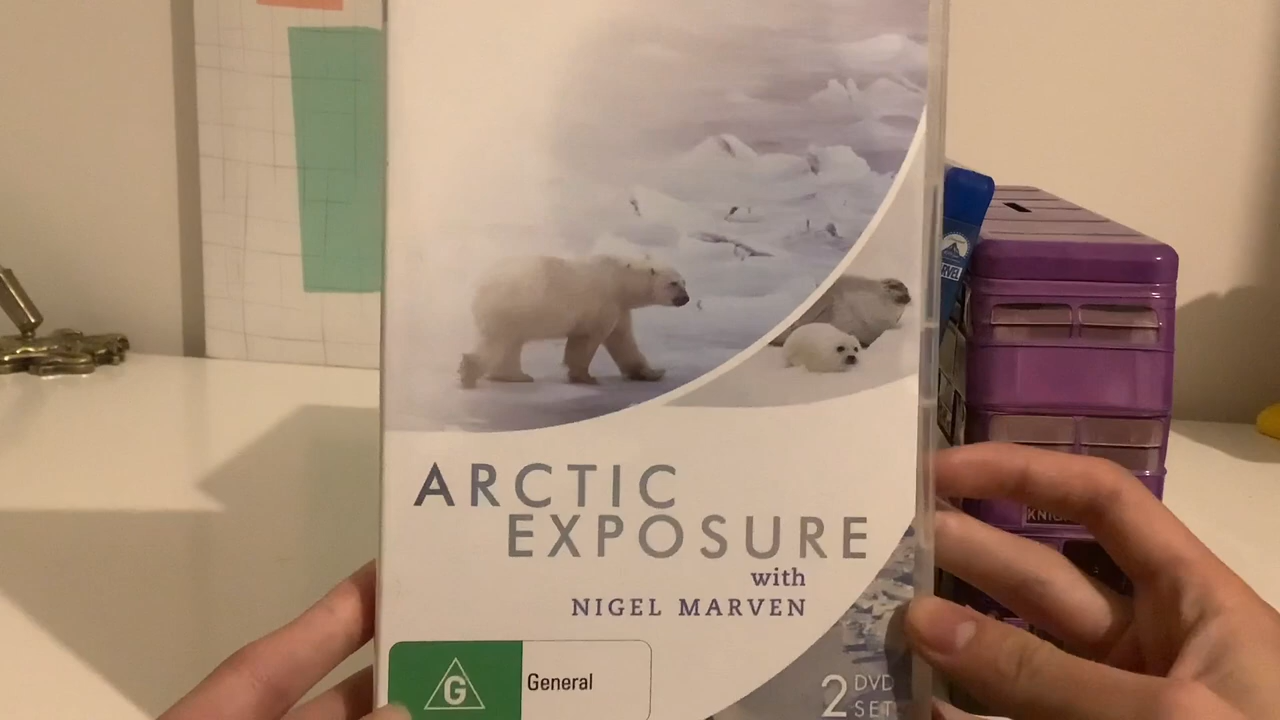 ARCTIC
EXPOSURE
with
NIGEL MARVEN
G
General
2 DVD
SET